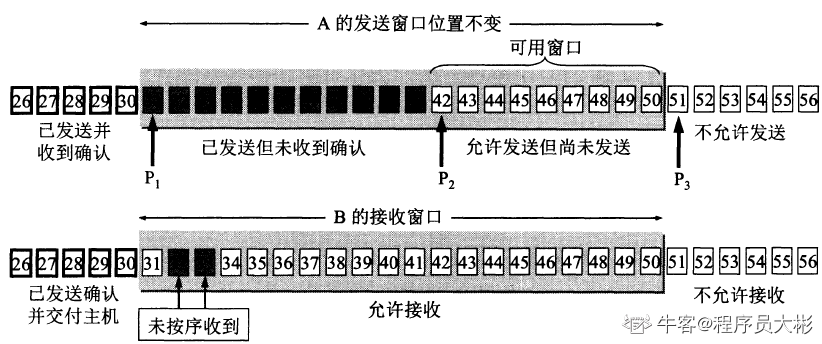 A 的发送窗口位置不变
可用窗口
26 27 28 29 30 42 43 44 45 46 47 48 49 50 51 52 53 54 55 56
已发送并
收到确认
已发送但未收到确认
允许发送但尚未发送
不允许发送
P1 P2 P3
B 的接收窗口
26 27 28 29 30 31 34 35 36 37 38 39 40 41 42 43 44 45 46 47 48 49 50 51 52 53 54 55 56
已发送确认
并交付主机
未按序收到
允许接收
不允许接收
牛客@程序员大彬